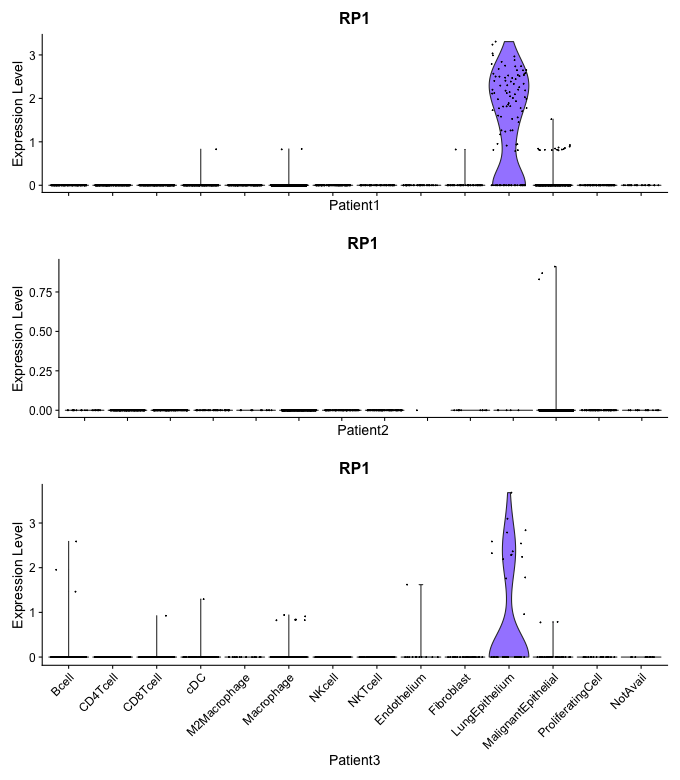 RP1
Expression Level
3
2
1
0
Patient1
RP1
Expression Level
0.75
0.50
0.25
0.00
Patient2
RP1
Expression Level
3
2
1
0
Bcell
CD4Tcell
CD8Tcell
cDC
M2Macrophage
Macrophage
NKcell
NKTcell
Endothelium
Fibroblast
LungEpithelium
MalignantEpithelial
ProliferatingCell
NotAvail
Patient3